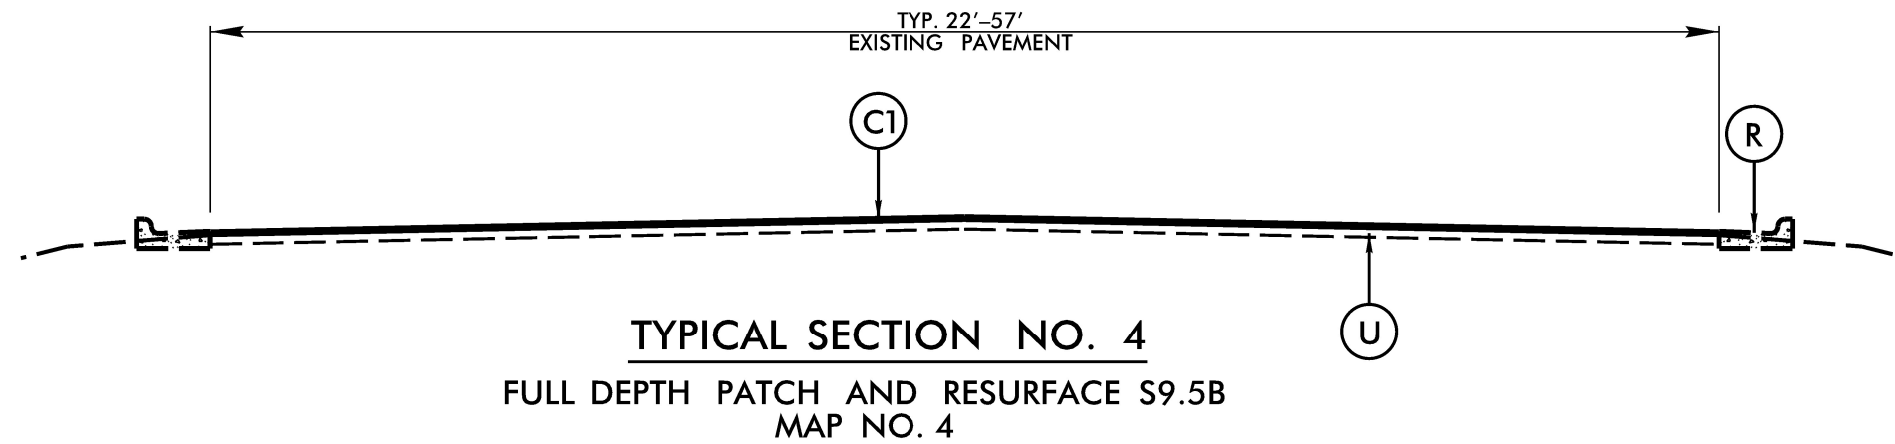 TYP. 22'–57'
EXISTING PAVEMENT
C1
R
U
TYPICAL SECTION NO. 4
FULL DEPTH PATCH AND RESURFACE S9.5B
MAP NO. 4